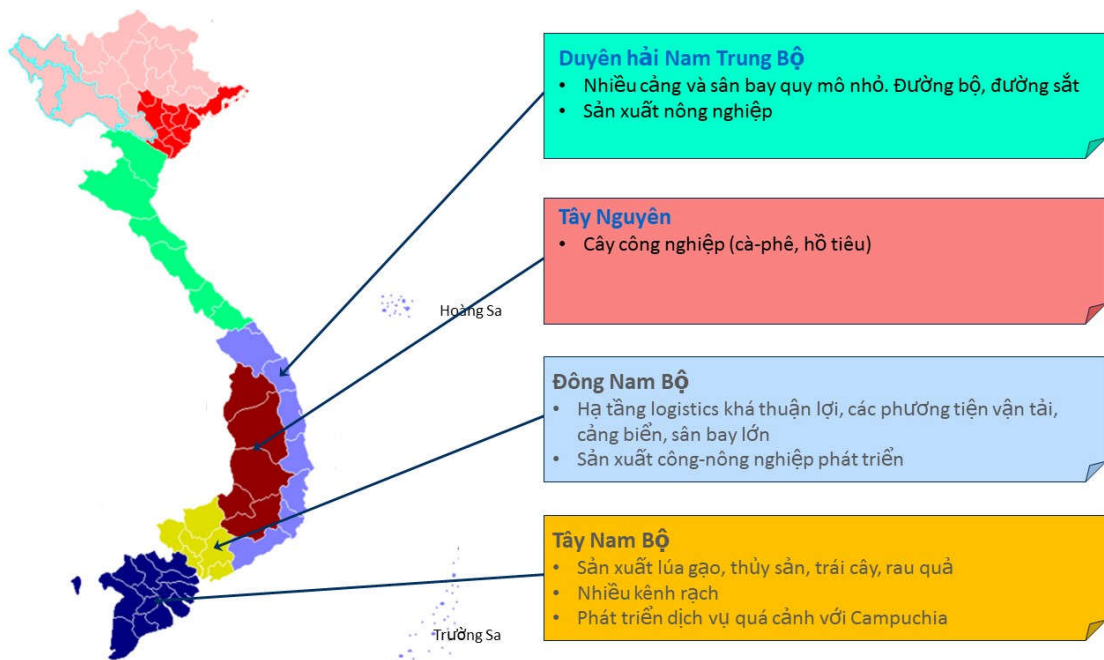 Duyên hải Nam Trung Bộ
• Nhiều cảng và sân bay quy mô nhỏ. Đường bộ, đường sắt
• Sản xuất nông nghiệp
Tây Nguyên
• Cây công nghiệp (cà-phê, hồ tiêu)
Hoàng Sa
Đông Nam Bộ
• Hạ tầng logistics khá thuận lợi, các phương tiện vận tải,
cảng biển, sân bay lớn
• Sản xuất công-nông nghiệp phát triển
Tây Nam Bộ
• Sản xuất lúa gạo, thủy sản, trái cây, rau quả
• Nhiều kênh rạch
• Phát triển dịch vụ quá cảnh với Campuchia
Trường Sa